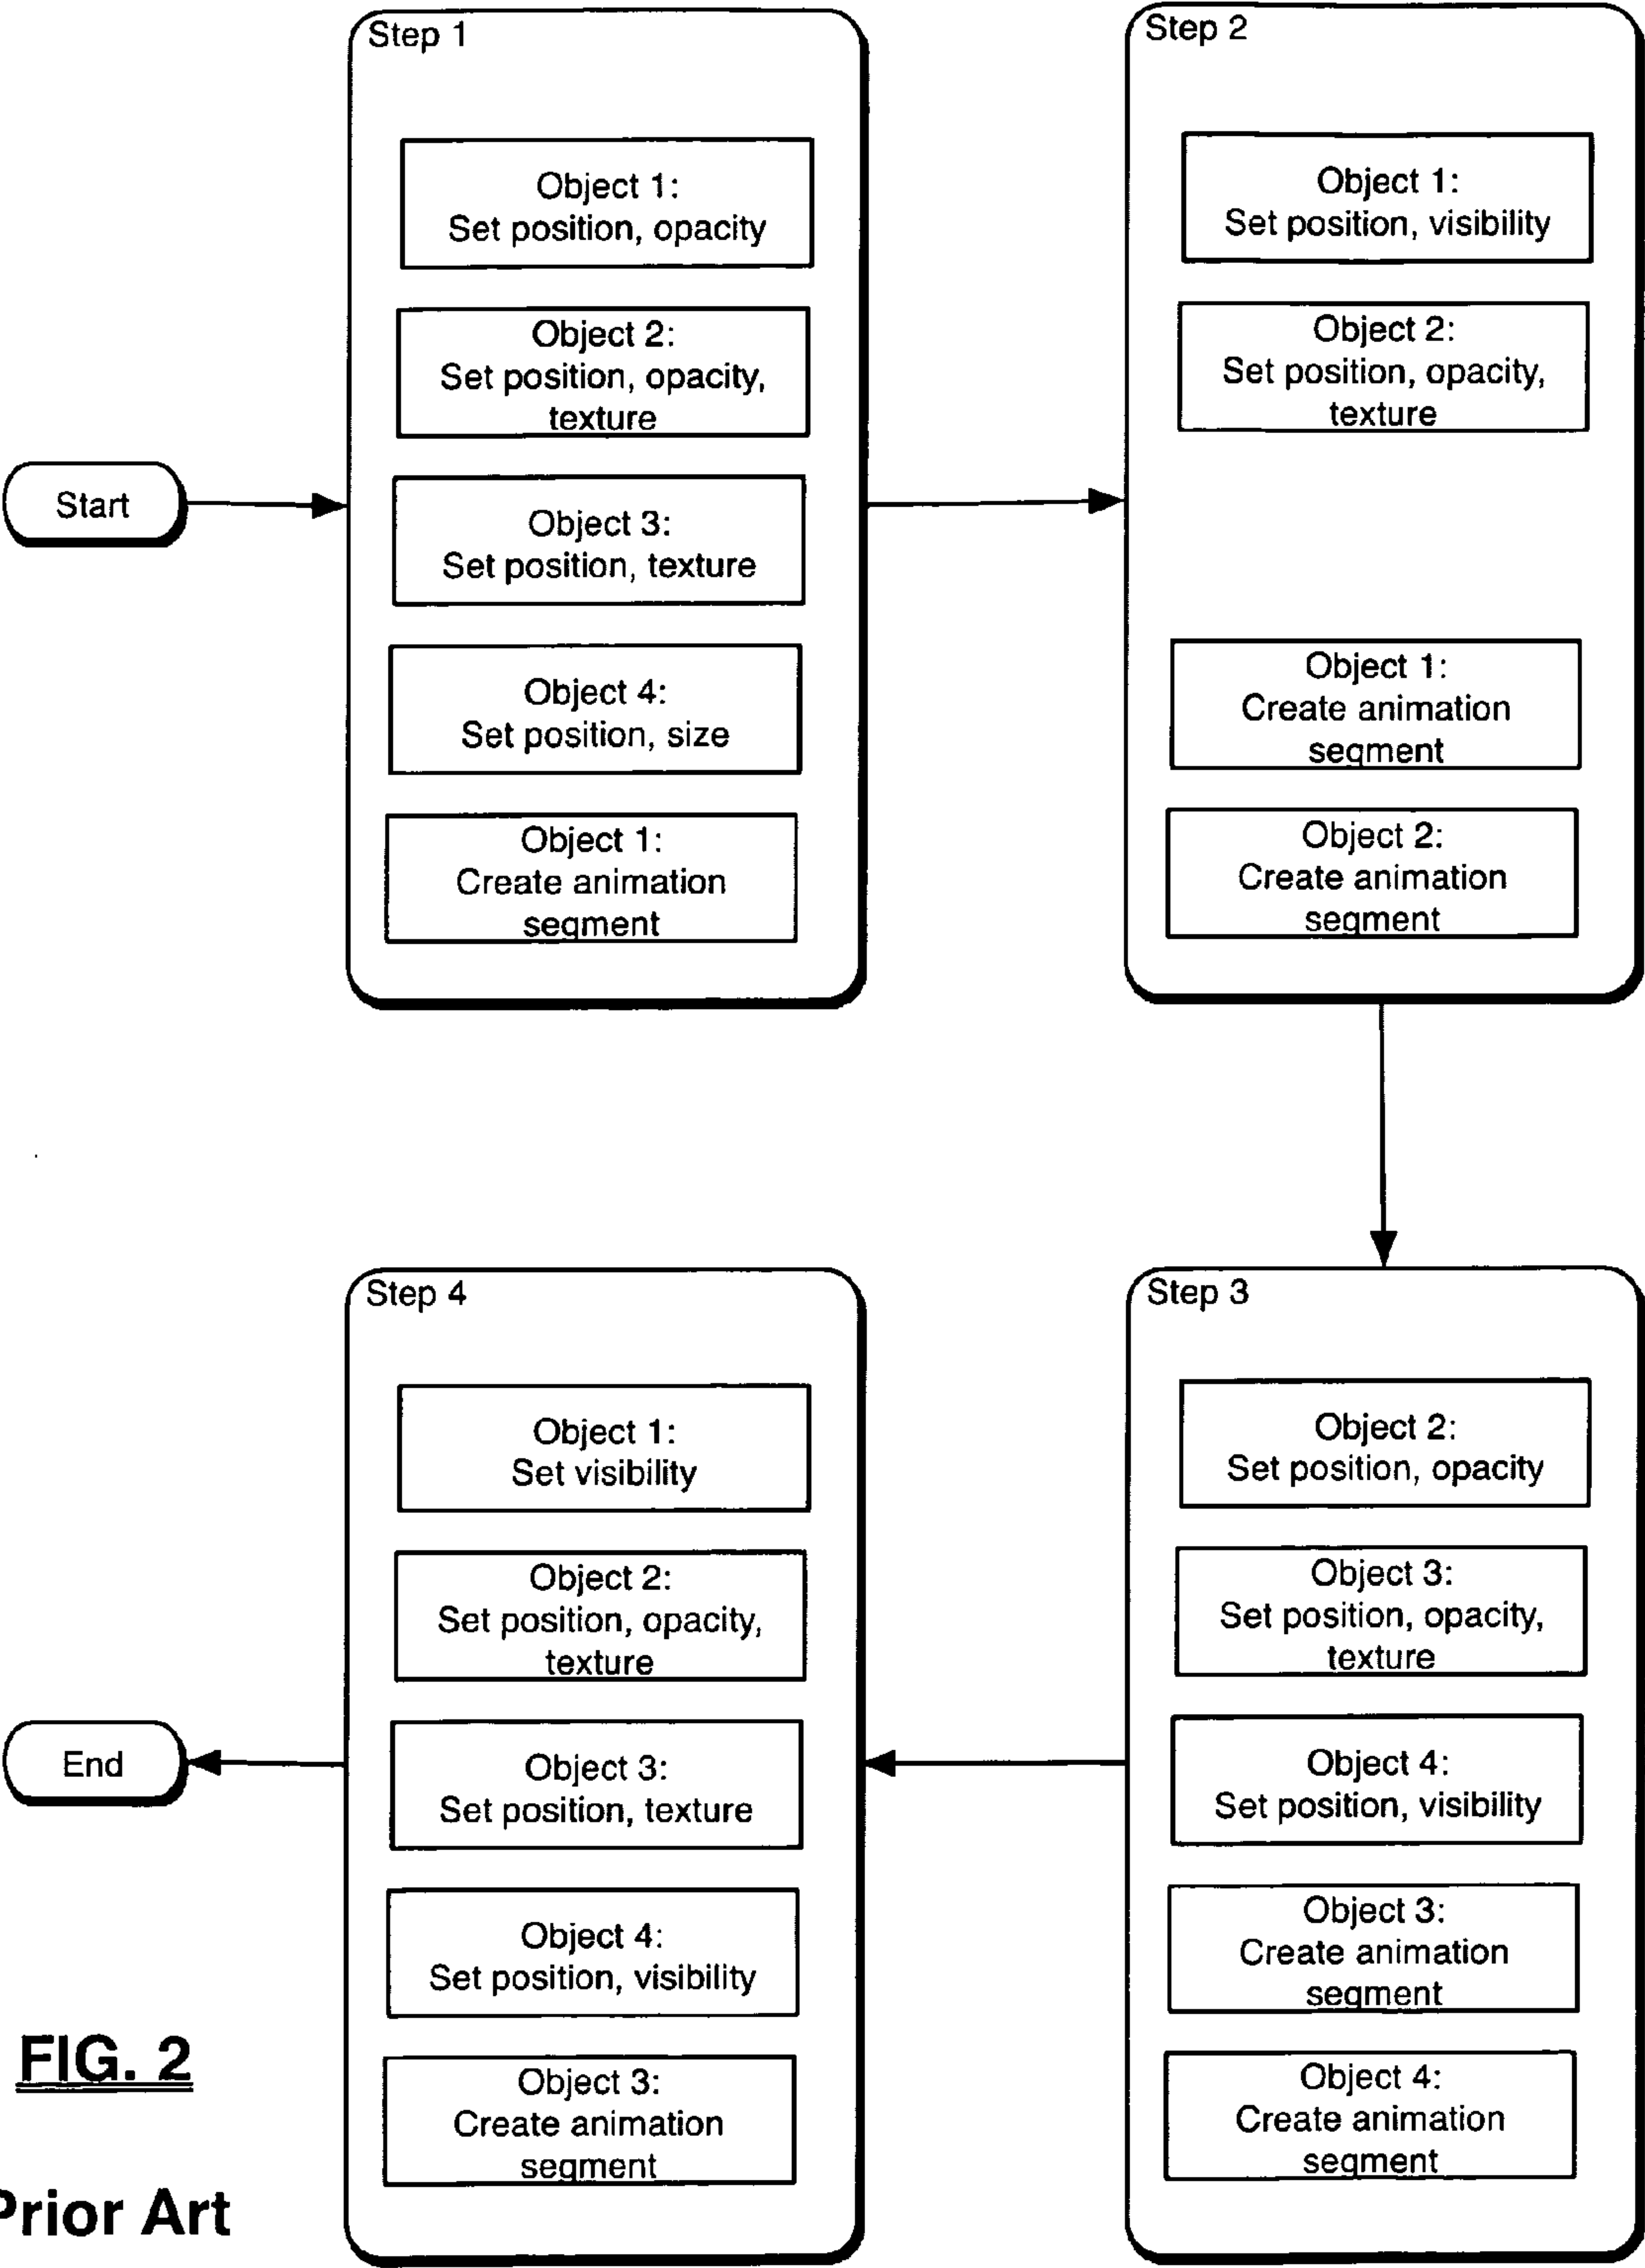 Step 1
Object 1:
Set position, opacity
Object 2:
Set position, opacity,
texture
Object 3:
Set position, texture
Object 4:
Set position, size
Object 1:
Create animation
segment
Step 2
Object 1:
Set position, visibility
Object 2:
Set position, opacity,
texture
Object 1:
Create animation
segment
Object 2:
Create animation
segment
Start
Step 3
Object 2:
Set position, opacity
Object 3:
Set position, opacity,
texture
Object 4:
Set position, visibility
Object 3:
Create animation
segment
Object 4:
Create animation
segment
Step 4
Object 1:
Set visibility
Object 2:
Set position, opacity,
texture
Object 3:
Set position, texture
Object 4:
Set position, visibility
Object 3:
Create animation
segment
End
FIG. 2
Prior Art